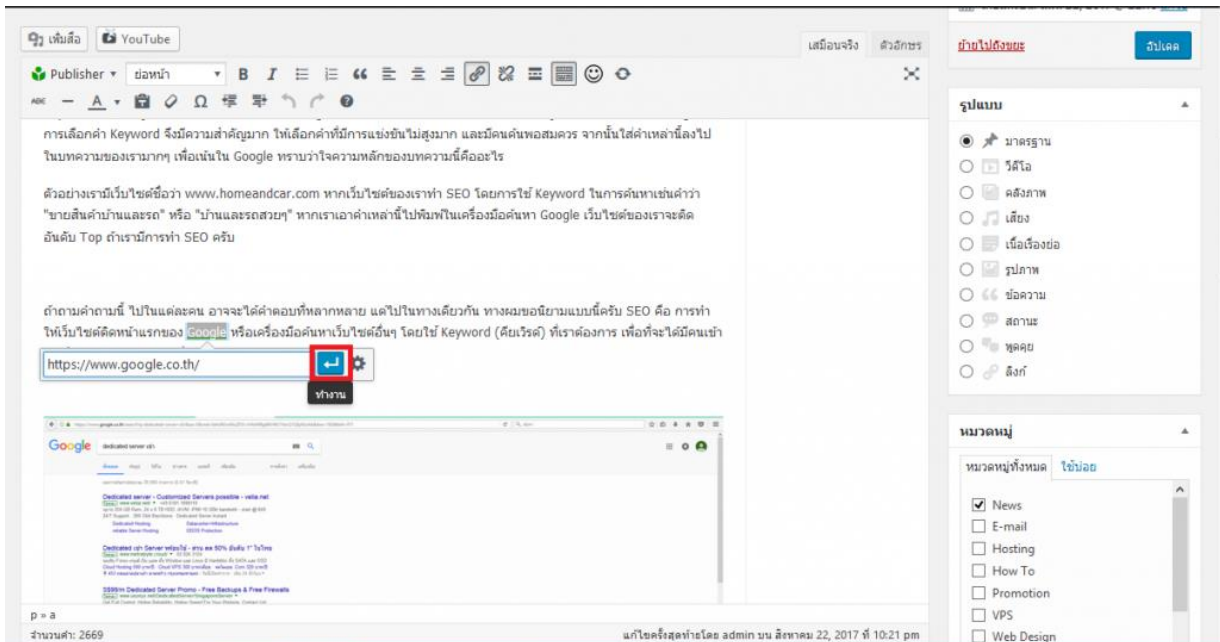 เพิ่มสื่อ
YouTube
เสมือนจริง
ตัวอักษร
Publisher
ย่อหน้า
B I
ABC
A
Ω
การเลือกคำ Keyword จึงมีความสำคัญมาก ให้เลือกคำที่มีการแข่งขันไม่สูงมาก และมีคนค้นพอสมควร จากนั้นใส่คำเหล่านี้ลงไป
ในบทความของเรามากๆ เพื่อเน้นใน Google ทราบว่าใจความหลักของบทความนี้คืออะไร
ตัวอย่างเรามีเว็บไซต์ชื่อว่า www.homeandcar.com หากเว็บไซต์ของเราทำ SEO โดยการใช้ Keyword ในการค้นหาเช่นคำว่า
"ขายสินค้าบ้านและรถ" หรือ "บ้านและรถสวยๆ" หากเราเอาคำเหล่านี้ไปพิมพ์ในเครื่องมือค้นหา Google เว็บไซต์ของเราจะติด
อันดับ Top ถ้าเรามีการทำ SEO ครับ
ถ้าถามคำถามนี้ ไปในแต่ละคน อาจจะได้คำตอบที่หลากหลาย แต่ไปในทางเดียวกัน ทางผมขอนิยามแบบนี้ครับ SEO คือ การทำ
ให้เว็บไซต์ติดหน้าแรกของ Google หรือเครื่องมือค้นหาเว็บไซต์อื่นๆ โดยใช้ Keyword (คีย์เวิร์ด) ที่เราต้องการ เพื่อที่จะได้มีคนเข้า
https://www.google.co.th/
ทำงาน
Google
dedicated server เช่า
Dedicated server - Customized Servers possible - velia.net
Dedicated Hosting
DDOS Protection
S$99/m Dedicated Server Promo - Free Backups & Free Firewalls
p » a
จำนวนคำ: 2669
แก้ไขครั้งสุดท้ายโดย admin บน สิงหาคม 22, 2017 ที่ 10:21 pm
ย้ายไปถังขยะ
อัปเดต
รูปแบบ
มาตรฐาน
วิดีโอ
คลังภาพ
เสียง
เนื้อเรื่องย่อ
รูปภาพ
ข้อความ
สถานะ
พูดคุย
ลิงก์
หมวดหมู่
หมวดหมู่ทั้งหมด
ใช้บ่อย
News
E-mail
Hosting
How To
Promotion
VPS
Web Design